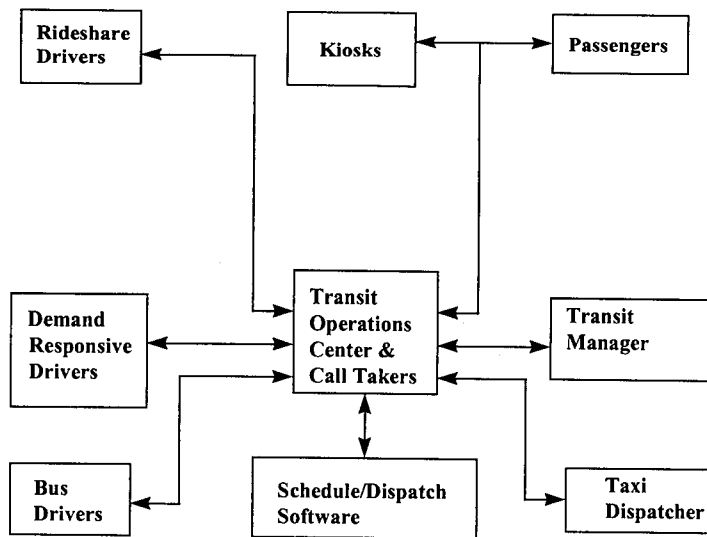 Rideshare
Drivers
Kiosks
Passengers
Demand
Responsive
Drivers
Transit
Operations
Center &
Call Takers
Transit
Manager
Bus
Drivers
Schedule/Dispatch
Software
Taxi
Dispatcher